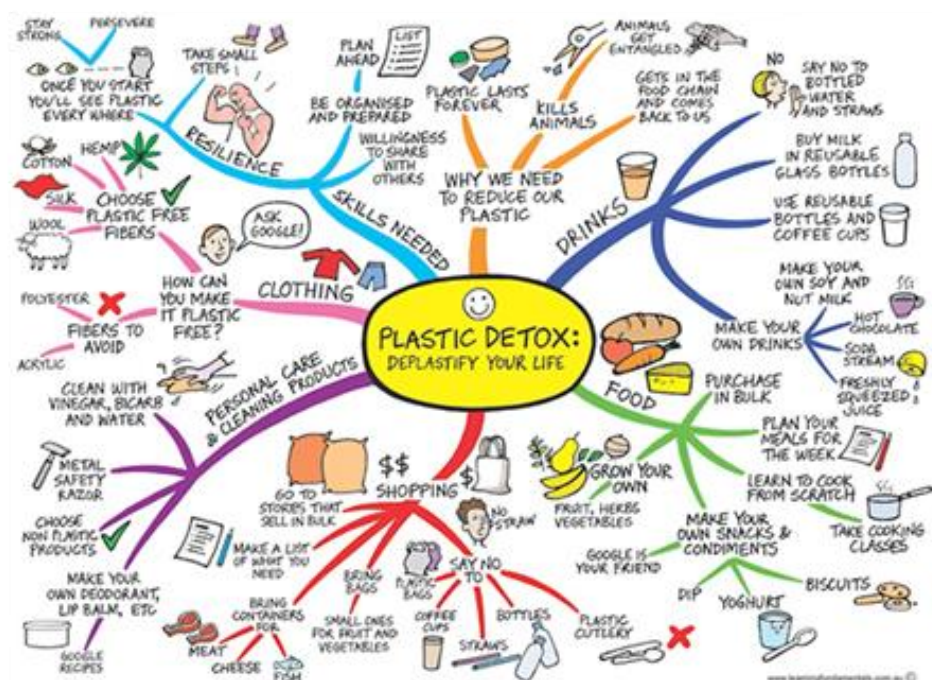 PLASTIC DETOX:
DEPLASTIFY YOUR LIFE
WHY WE NEED
TO REDUCE OUR
PLASTIC
PLASTIC LASTS
FOREVER
KILLS
ANIMALS
ANIMALS
GET
ENTANGLED
GETS IN THE
FOOD CHAIN
AND COMES
BACK TO US
DRINKS
NO
SAY NO TO
BOTTLED
WATER
AND STRAWS
BUY MILK
IN REUSABLE
GLASS BOTTLES
USE REUSABLE
BOTTLES AND
COFFEE CUPS
MAKE YOUR
OWN DRINKS
MAKE YOUR
OWN SOY AND
NUT MILK
HOT
CHOCOLATE
SODA
STREAM
FRESHLY
SQUEEZED
JUICE
FOOD
PURCHASE
IN BULK
PLAN YOUR
MEALS FOR
THE WEEK
LEARN TO COOK
FROM SCRATCH
TAKE COOKING
CLASSES
MAKE YOUR
OWN SNACKS &
CONDIMENTS
GOOGLE IS
YOUR FRIEND
DIP
YOGHURT
BISCUITS
GROW YOUR
OWN
FRUIT, HERBS
VEGETABLES
SHOPPING
$$
$
NO
STRAW
SAY NO
TO
PLASTIC
BAGS
COFFEE
CUPS
STRAWS
BOTTLES
PLASTIC
CUTLERY
BRING
BAGS
SMALL ONES
FOR FRUIT AND
VEGETABLES
BRING
CONTAINERS
FOR
MEAT
CHEESE
FISH
MAKE A LIST
OF WHAT YOU
NEED
GO TO
STORES THAT
SELL IN BULK
PERSONAL CARE
& CLEANING PRODUCTS
CLEAN WITH
VINEGAR, BICARB
AND WATER
METAL
SAFETY
RAZOR
CHOOSE
NON PLASTIC
PRODUCTS
MAKE YOUR
OWN DEODORANT,
LIP BALM, ETC
GOOGLE
RECIPES
CLOTHING
ASK
GOOGLE!
HOW CAN
YOU MAKE
IT PLASTIC
FREE?
FIBERS TO
AVOID
POLYESTER
ACRYLIC
CHOOSE
PLASTIC FREE
FIBERS
HEMP
COTTON
SILK
WOOL
SKILLS NEEDED
RESILIENCE
ONCE YOU START
YOU'LL SEE PLASTIC
EVERY WHERE
STAY
STRONG
PERSEVERE
TAKE SMALL
STEPS
BE ORGANISED
AND PREPARED
PLAN
AHEAD
LIST
WILLINGNESS
TO SHARE
WITH
OTHERS
www.learningfundamentals.com.au ©